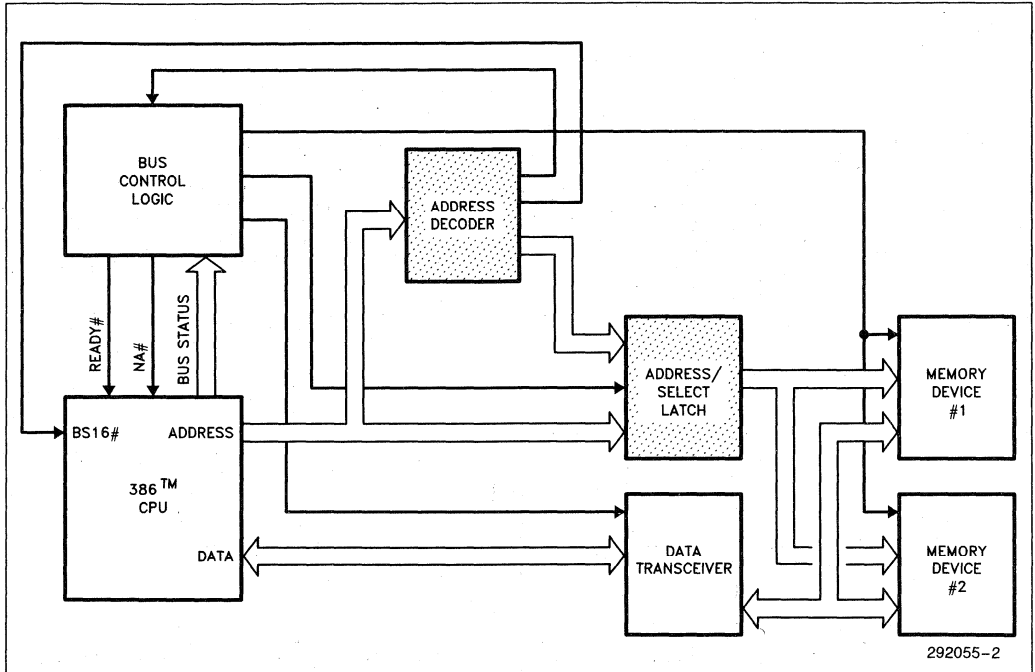 BUS
CONTROL
LOGIC
ADDRESS
DECODER
READY#
NA#
BUS STATUS
ADDRESS/
SELECT
LATCH
MEMORY
DEVICE
#1
BS16#
ADDRESS
386™
CPU
DATA
DATA
TRANSCEIVER
MEMORY
DEVICE
#2
292055-2